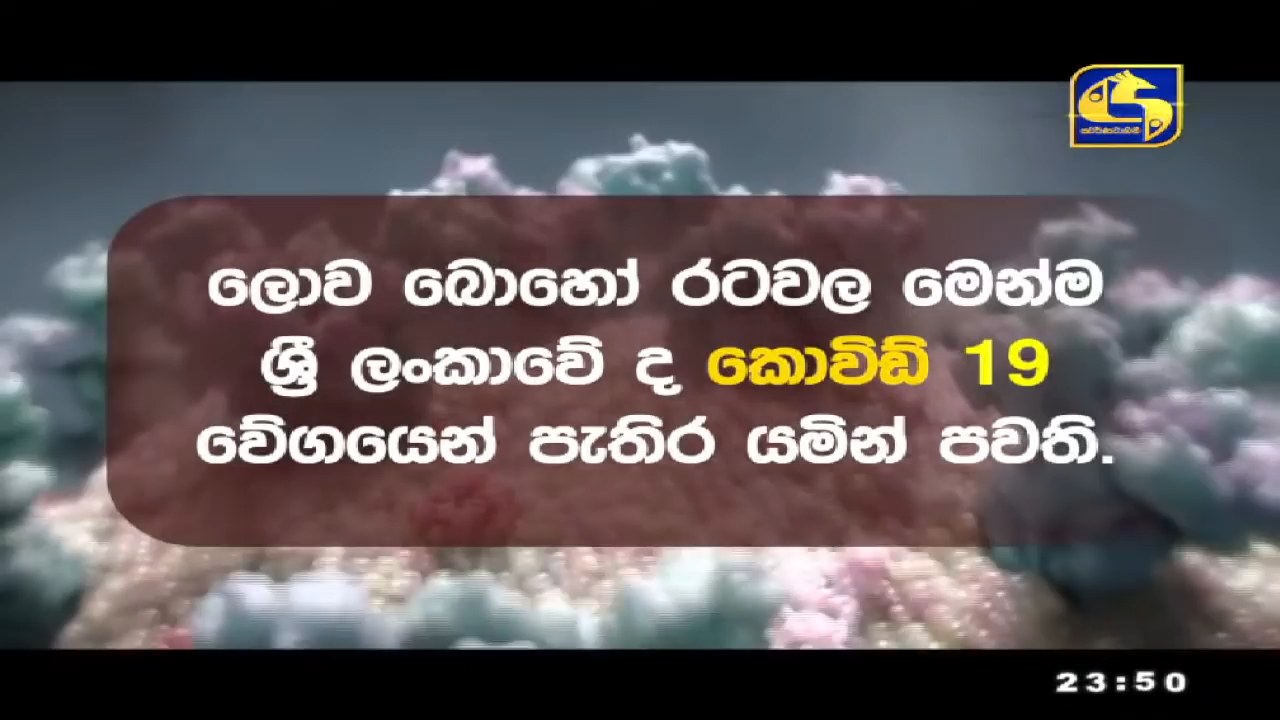 ලොව බොහෝ රටවල මෙන්ම
ශ්‍රී ලංකාවේ ද කොවිඩ් 19
වේගයෙන් පැතිර යමින් පවති.
23:50